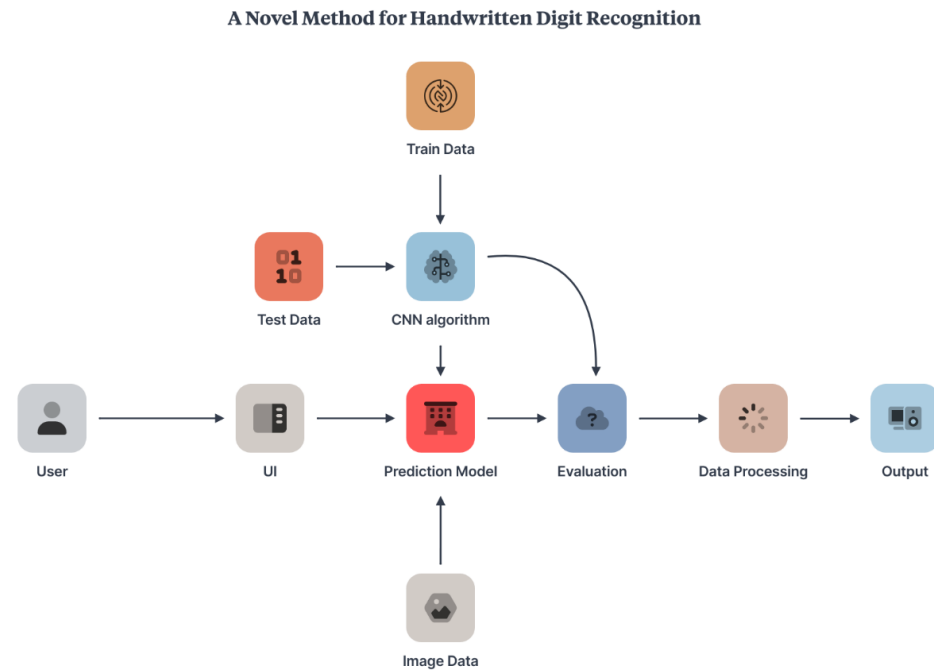 A Novel Method for Handwritten Digit Recognition
Train Data
01
10
Test Data
CNN algorithm
User
UI
Prediction Model
?
Evaluation
Data Processing
Output
Image Data